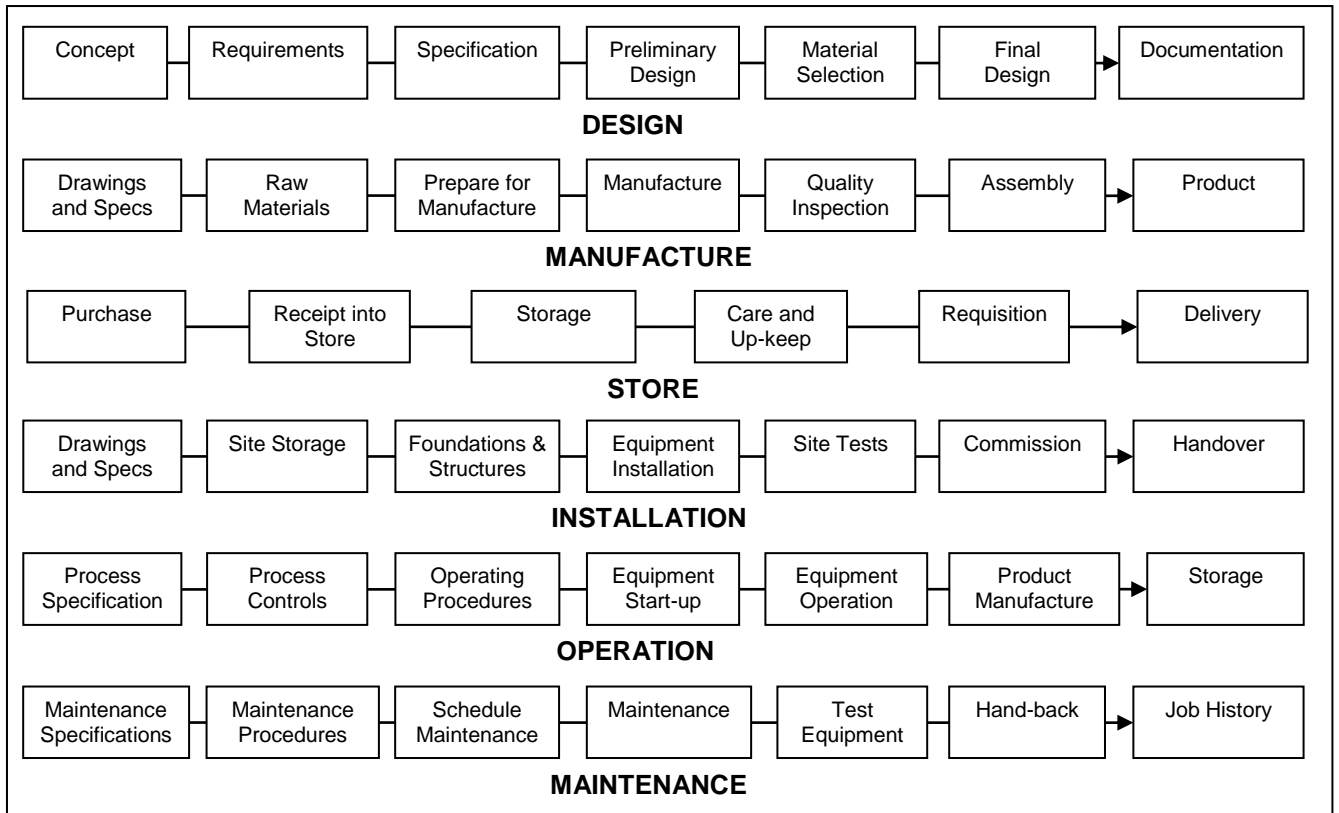 Concept
Requirements
Specification
Preliminary
Design
Material
Selection
Final
Design
Documentation
DESIGN
Drawings
and Specs
Raw
Materials
Prepare for
Manufacture
Manufacture
Quality
Inspection
Assembly
Product
MANUFACTURE
Purchase
Receipt into
Store
Storage
Care and
Up-keep
Requisition
Delivery
STORE
Drawings
and Specs
Site Storage
Foundations &
Structures
Equipment
Installation
Site Tests
Commission
Handover
INSTALLATION
Process
Specification
Process
Controls
Operating
Procedures
Equipment
Start-up
Equipment
Operation
Product
Manufacture
Storage
OPERATION
Maintenance
Specifications
Maintenance
Procedures
Schedule
Maintenance
Maintenance
Test
Equipment
Hand-back
Job History
MAINTENANCE